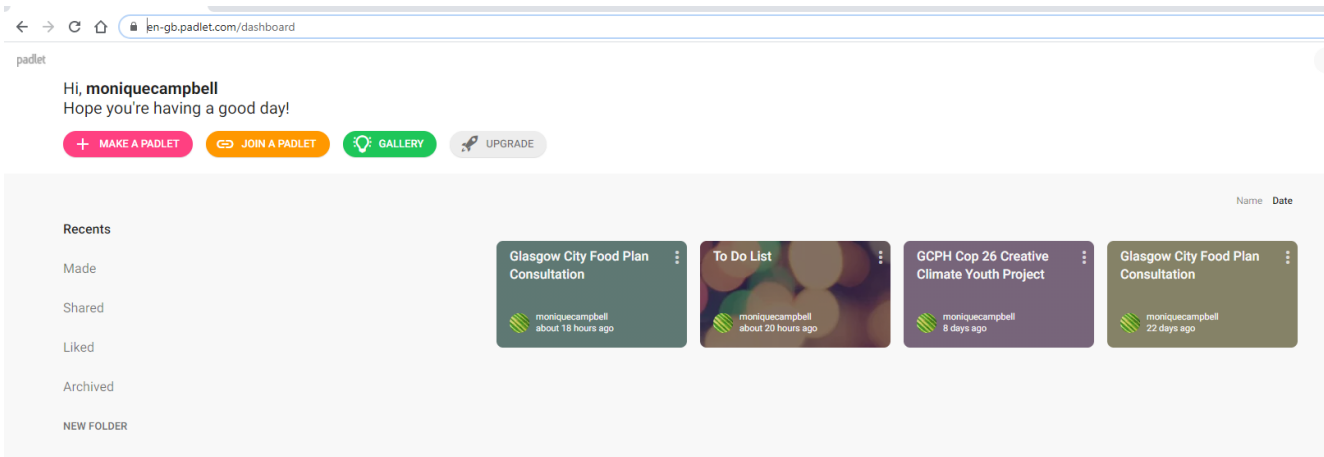 en-gb.padlet.com/dashboard
padlet
Hi, moniquecampbell
Hope you're having a good day!
MAKE A PADLET
JOIN A PADLET
GALLERY
UPGRADE
Name Date
Recents
Made
Shared
Liked
Archived
NEW FOLDER
Glasgow City Food Plan
Consultation
moniquecampbell
about 18 hours ago
To Do List
moniquecampbell
about 20 hours ago
GCPH Cop 26 Creative
Climate Youth Project
moniquecampbell
8 days ago
Glasgow City Food Plan
Consultation
moniquecampbell
22 days ago